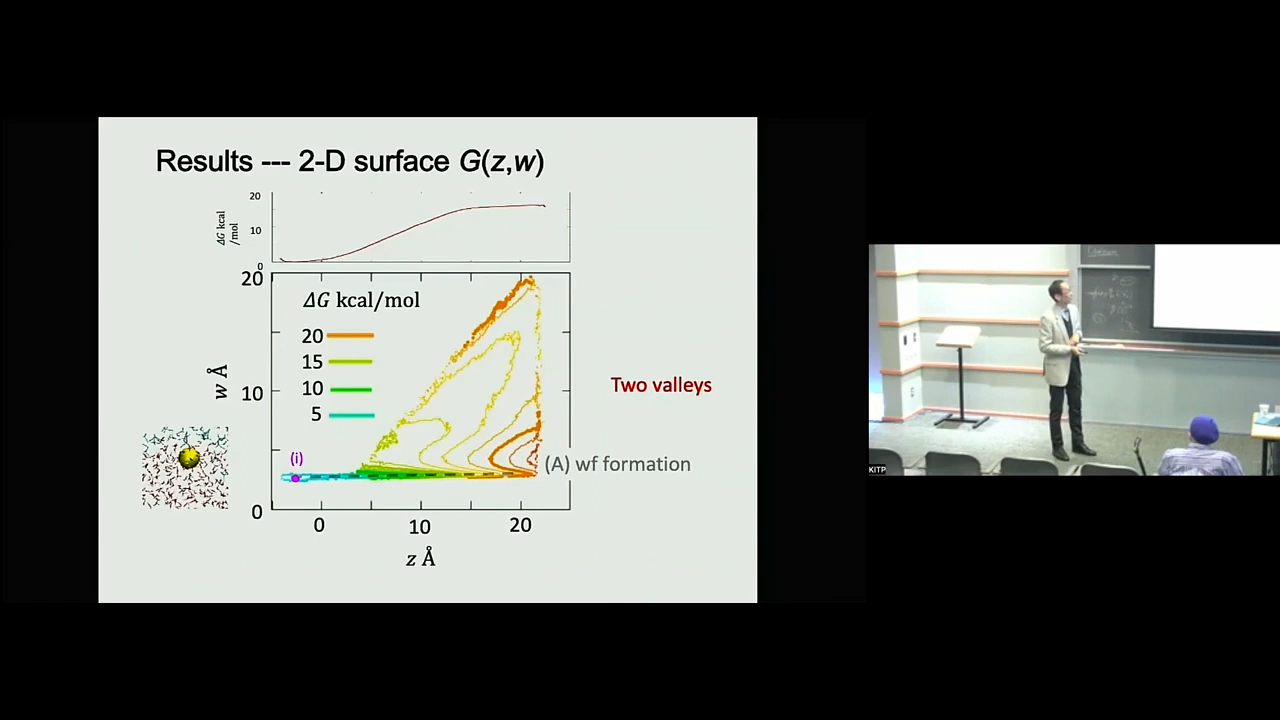 Results --- 2-D surface G(z,w)
20
10
0
ΔG kcal
/mol
20
10
0
w Å
ΔG kcal/mol
20
15
10
5
(i)
Two valleys
(A) wf formation
0
10
20
z Å
KITP